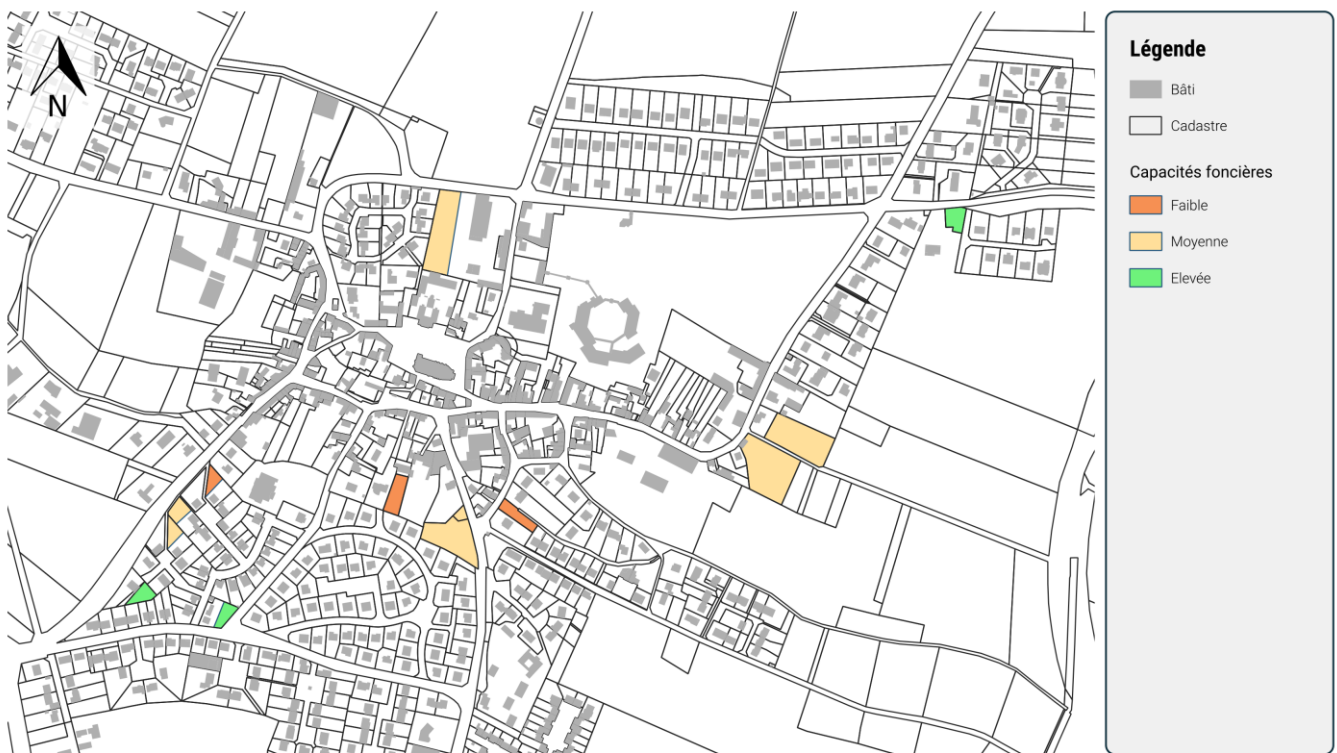 N
Légende
Bâti
Cadastre
Capacités foncières
Faible
Moyenne
Elevée